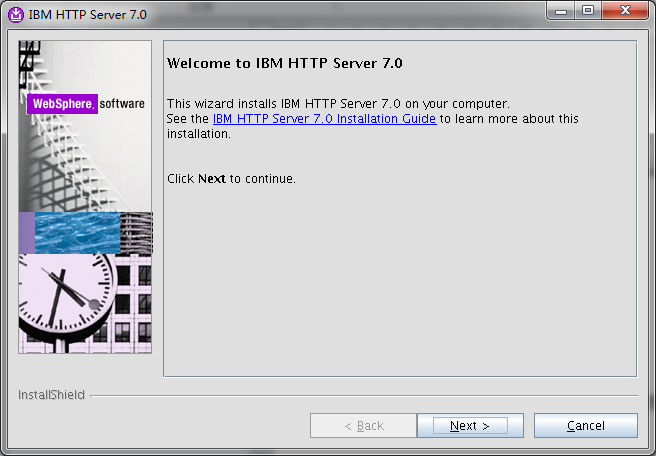 IBM HTTP Server 7.0
WebSphere. software
Welcome to IBM HTTP Server 7.0
This wizard installs IBM HTTP Server 7.0 on your computer.
See the IBM HTTP Server 7.0 Installation Guide to learn more about this
installation.
Click Next to continue.
InstallShield
< Back
Next >
Cancel